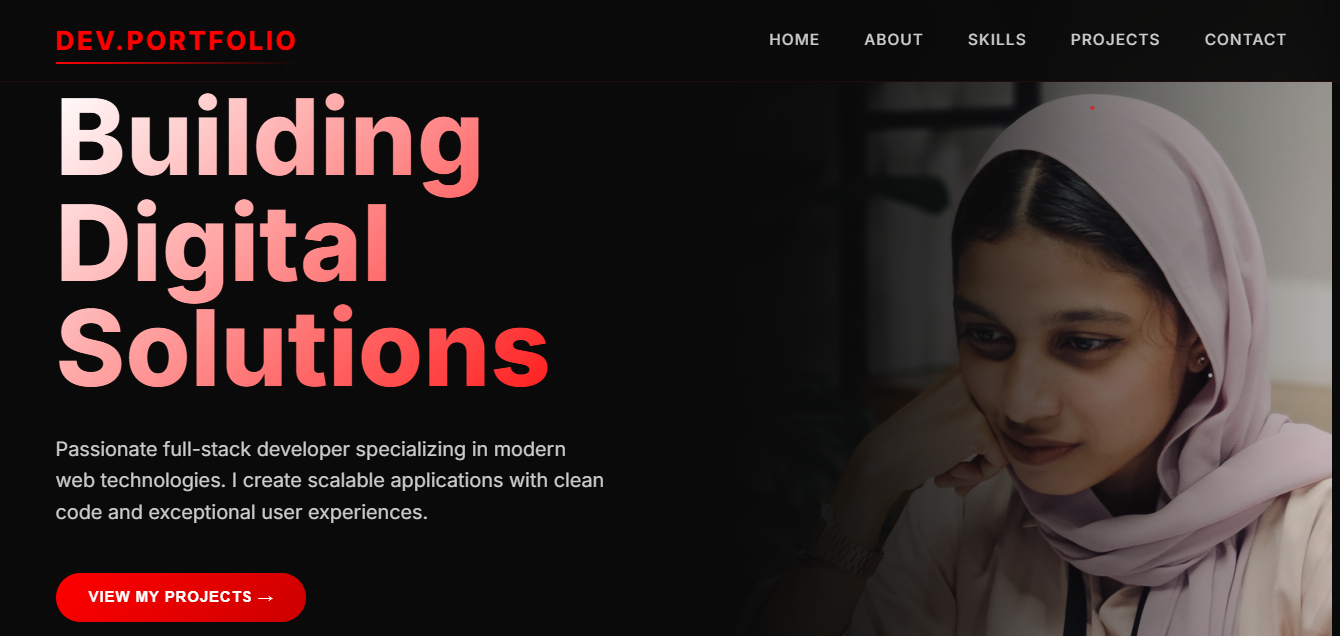 DEV.PORTFOLIO
HOME ABOUT SKILLS PROJECTS CONTACT
Building
Digital
Solutions
Passionate full-stack developer specializing in modern
web technologies. I create scalable applications with clean
code and exceptional user experiences.
VIEW MY PROJECTS →